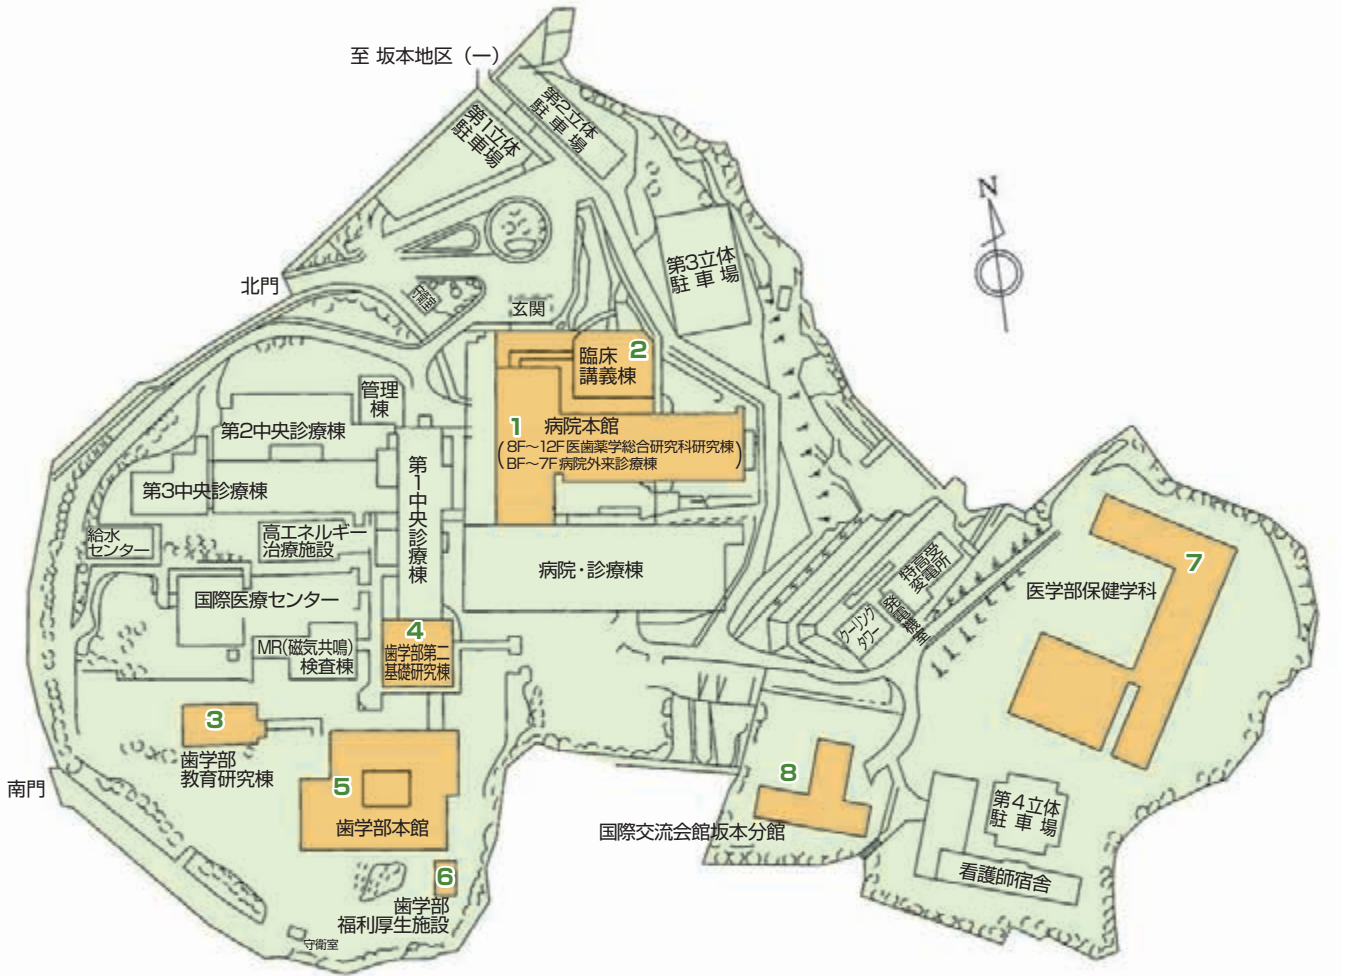 至 坂本地区（一）
第1立体
駐車場
第2立体
駐車場
N
第3立体
駐車場
北門
守衛室
玄関
臨床
講義棟
2
管理
棟
1
病院本館
8F～12F医歯薬学総合研究科研究棟
BF～7F病院外来診療棟
第2中央診療棟
第1中央診療棟
第3中央診療棟
給水
センター
高エネルギー
治療施設
病院・診療棟
特高受
変電所
発電機室
クーリング
タワー
7
医学部保健学科
国際医療センター
4
歯学部第二
基礎研究棟
MR(磁気共鳴)
検査棟
3
歯学部
教育研究棟
南門
5
歯学部本館
8
国際交流会館坂本分館
第4立体
駐車場
看護師宿舎
6
歯学部
福利厚生施設
守衛室